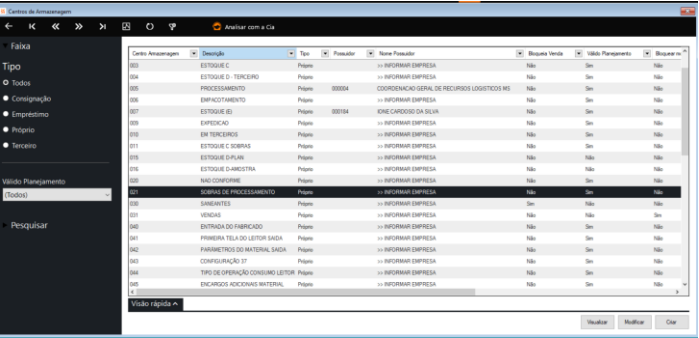 Centros de Armazenagem
Analisar com a Cia
Faixa
Tipo
Todos
Consignação
Empréstimo
Próprio
Terceiro
Válido Planejamento
(Todos)
Pesquisar
Centro Armazenagem Descrição Tipo Possuidor Nome Possuidor Bloqueia Venda Válido Planejamento Bloquear
003 ESTOQUE C Próprio >> INFORMAR EMPRESA Não Sim Não
004 ESTOQUE D - TERCEIRO Próprio >> INFORMAR EMPRESA Não Sim Não
005 PROCESSAMENTO Próprio 000004 COORDENACAO GERAL DE RECURSOS LOGISTICOS MS Não Sim Não
006 EMPACOTAMENTO Próprio >> INFORMAR EMPRESA Não Sim Não
007 ESTOQUE (E) Próprio 000184 IONE CARDOSO DA SILVA Não Sim Não
009 EXPEDICAO Próprio >> INFORMAR EMPRESA Não Sim Não
010 EM TERCEIROS Próprio >> INFORMAR EMPRESA Não Sim Não
011 ESTOQUE C SOBRAS Próprio >> INFORMAR EMPRESA Não Sim Não
015 ESTOQUE D-PLAN Próprio >> INFORMAR EMPRESA Não Não Não
016 ESTOQUE D-AMOSTRA Próprio >> INFORMAR EMPRESA Não Sim Não
020 NAO CONFORME Próprio >> INFORMAR EMPRESA Não Sim Não
021 SOBRAS DE PROCESSAMENTO Próprio >> INFORMAR EMPRESA Não Sim Não
030 SANEANTES Próprio >> INFORMAR EMPRESA Sim Não Não
031 VENDAS Próprio >> INFORMAR EMPRESA Não Não Sim
040 ENTRADA DO FABRICADO Próprio >> INFORMAR EMPRESA Não Sim Não
041 PRIMEIRA TELA DO LEITOR SAIDA Próprio >> INFORMAR EMPRESA Não Sim Não
042 PARÂMETROS DO MATERIAL SAIDA Próprio >> INFORMAR EMPRESA Não Sim Não
043 CONFIGURAÇÃO 37 Próprio >> INFORMAR EMPRESA Não Sim Não
044 TIPO DE OPERAÇÃO CONSUMO LEITOR Próprio >> INFORMAR EMPRESA Não Sim Não
045 ENCARGOS ADICIONAIS MATERIAL Próprio >> INFORMAR EMPRESA Não Sim Não
Visão rápida
Visualizar Modificar Criar